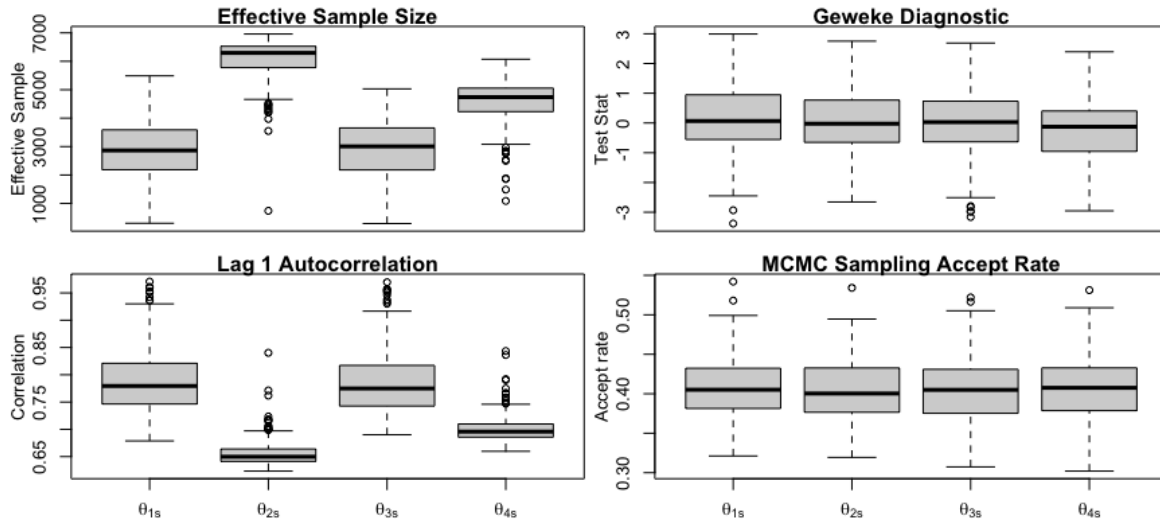 Effective Sample Size
Effective Sample
7000
5000
3000
1000
Geweke Diagnostic
Test Stat
3
1
0
-1
-3
Lag 1 Autocorrelation
Correlation
0.95
0.85
0.75
0.65
θ1s
θ2s
θ3s
θ4s
MCMC Sampling Accept Rate
Accept rate
0.50
0.40
0.30
θ1s
θ2s
θ3s
θ4s